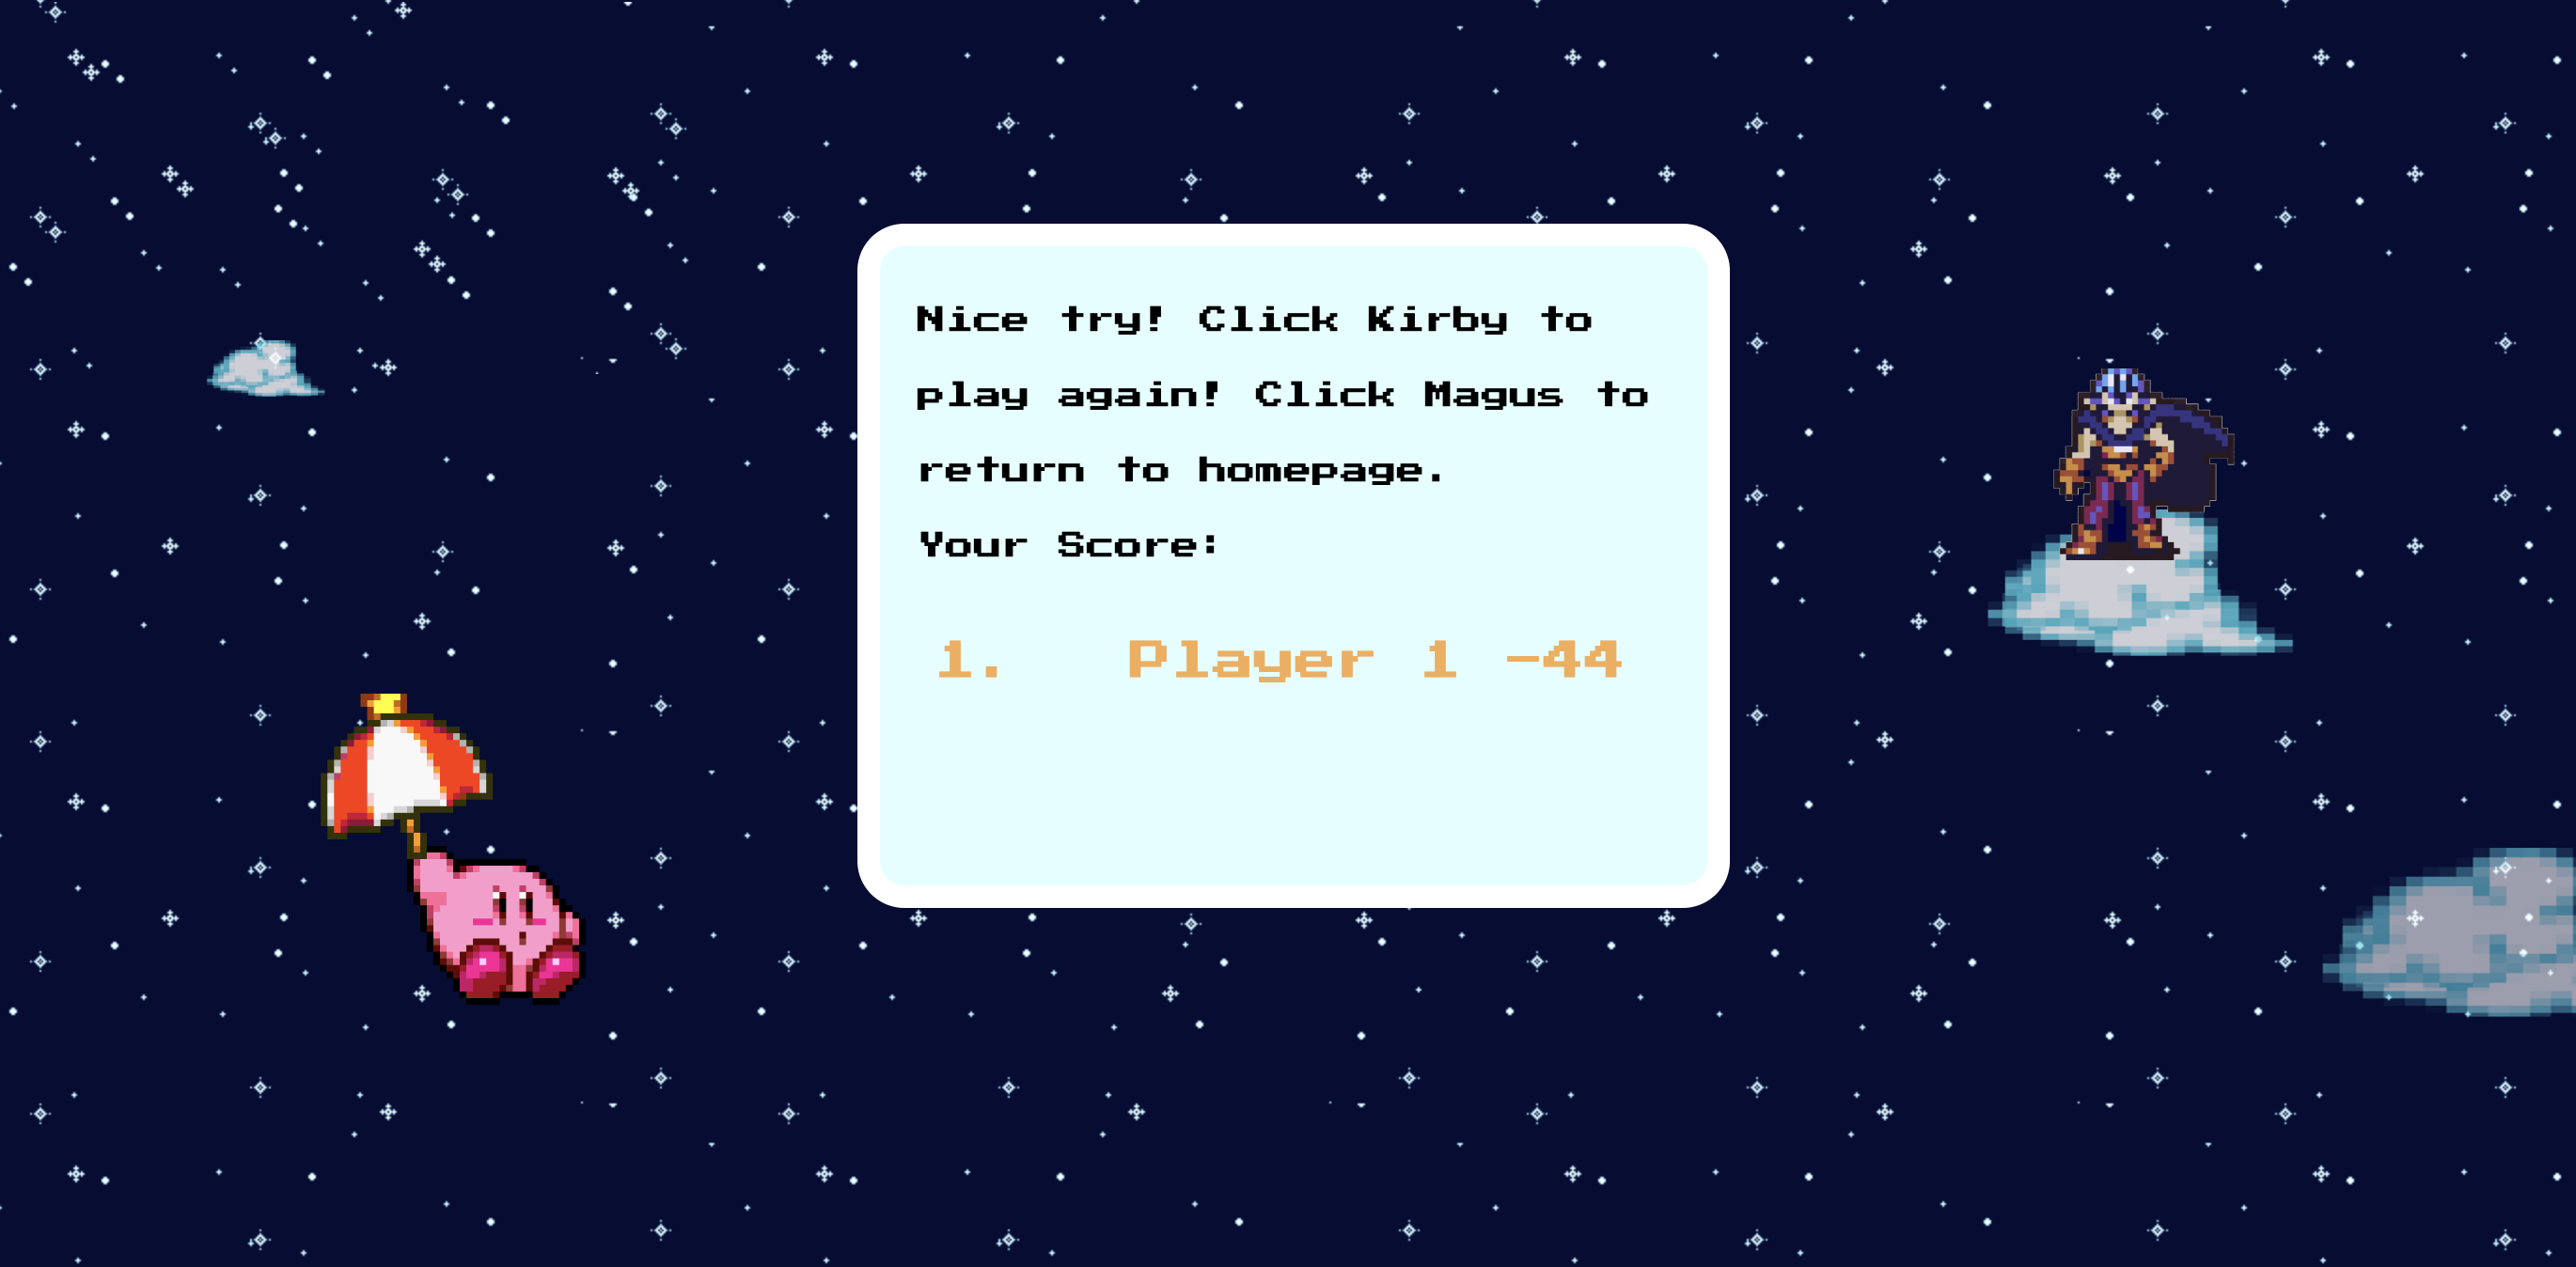 Nice try! Click Kirby to
play again! Click Magus to
return to homepage.
Your Score:
1. Player 1 -44